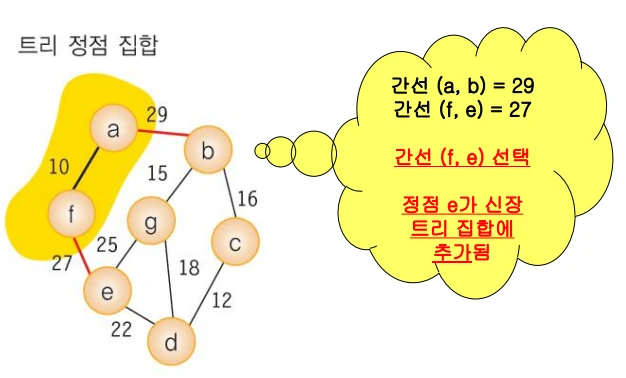 트리 정점 집합
간선 (a, b) = 29
간선 (f, e) = 27
간선 (f, e) 선택
정점 e가 신장
트리 집합에
추가됨
29
a
b
10
15
16
f
g
c
25
27
18
e
12
22
d